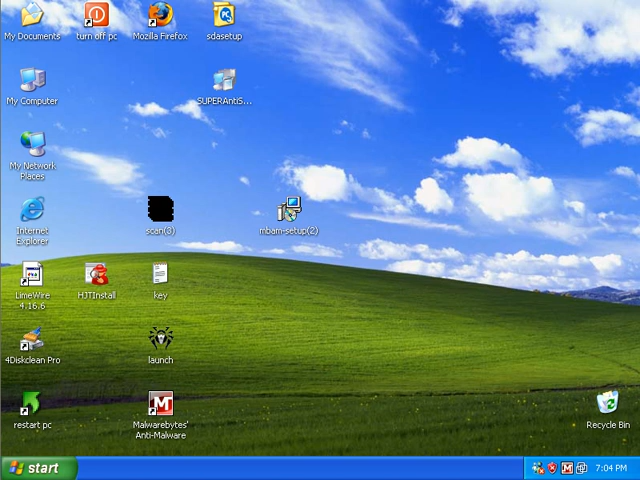 My Documents
turn off pc
Mozilla Firefox
sdasetup
My Computer
SUPERAntiS...
My Network
Places
Internet
Explorer
scan(3)
mbam-setup(2)
LimeWire
4.16.6
HJTInstall
key
4Diskclean Pro
launch
restart pc
Malwarebytes'
Anti-Malware
Recycle Bin
start
7:04 PM